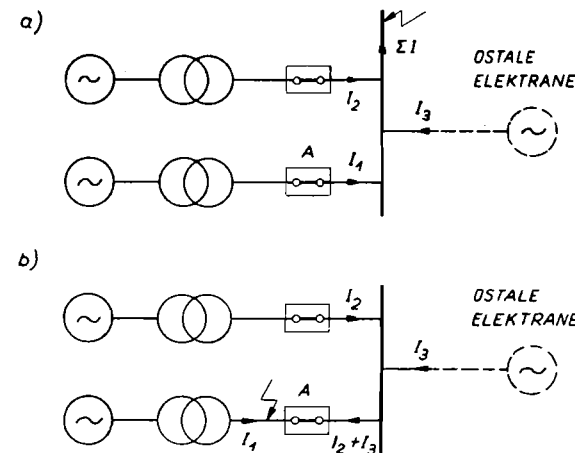 a)
ΣI
OSTALE
ELEKTRANE
I2
I3
A
I1
b)
I2
OSTALE
ELEKTRANE
I3
A
I1
I2+I3